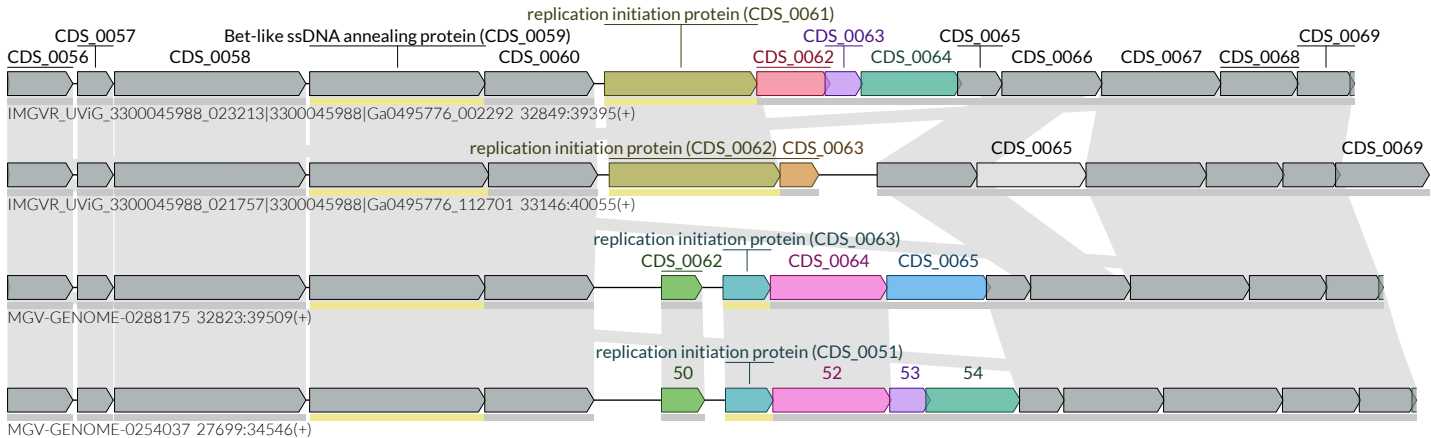 replication initiation protein (CDS_0061)
CDS_0057 Bet-like ssDNA annealing protein (CDS_0059) CDS_0063 CDS_0065 CDS_0069
CDS_0056 CDS_0058 CDS_0060 CDS_0062 CDS_0064 CDS_0066 CDS_0067 CDS_0068
IMGVR_UViG_3300045988_023213|3300045988|Ga0495776_002292 32849:39395(+)
replication initiation protein (CDS_0062) CDS_0063 CDS_0065 CDS_0069
IMGVR_UViG_3300045988_021757|3300045988|Ga0495776_112701 33146:40055(+)
replication initiation protein (CDS_0063)
CDS_0062 CDS_0064 CDS_0065
MGV-GENOME-0288175 32823:39509(+)
replication initiation protein (CDS_0051)
50 52 53 54
MGV-GENOME-0254037 27699:34546(+)